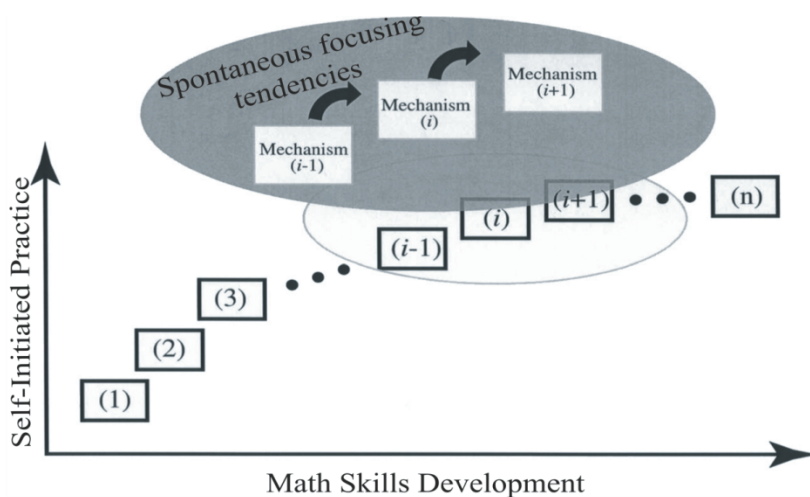 Spontaneous focusing
tendencies
Mechanism
(i-1)
Mechanism
(i)
Mechanism
(i+1)
Self-Initiated Practice
(1)
(2)
(3)
(i-1)
(i)
(i+1)
(n)
Math Skills Development